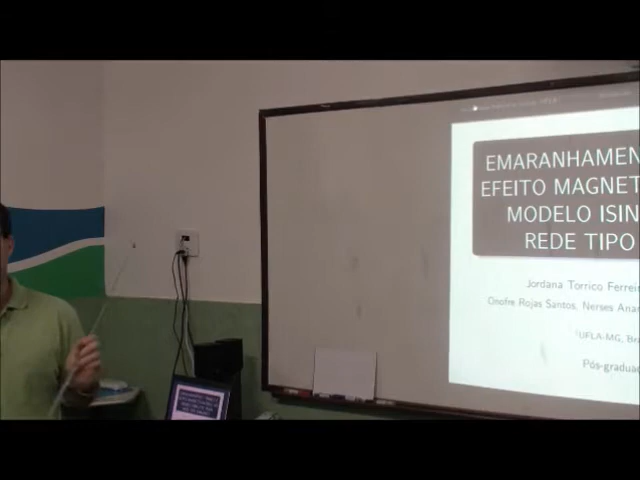 EMARANHAMEN
EFEITO MAGNET
MODELO ISIN
REDE TIPO
Jordana Torrico Ferreir
Onofre Rojas Santos, Nerses Anan
UFLA-MG, Bra
Pós-graduaç